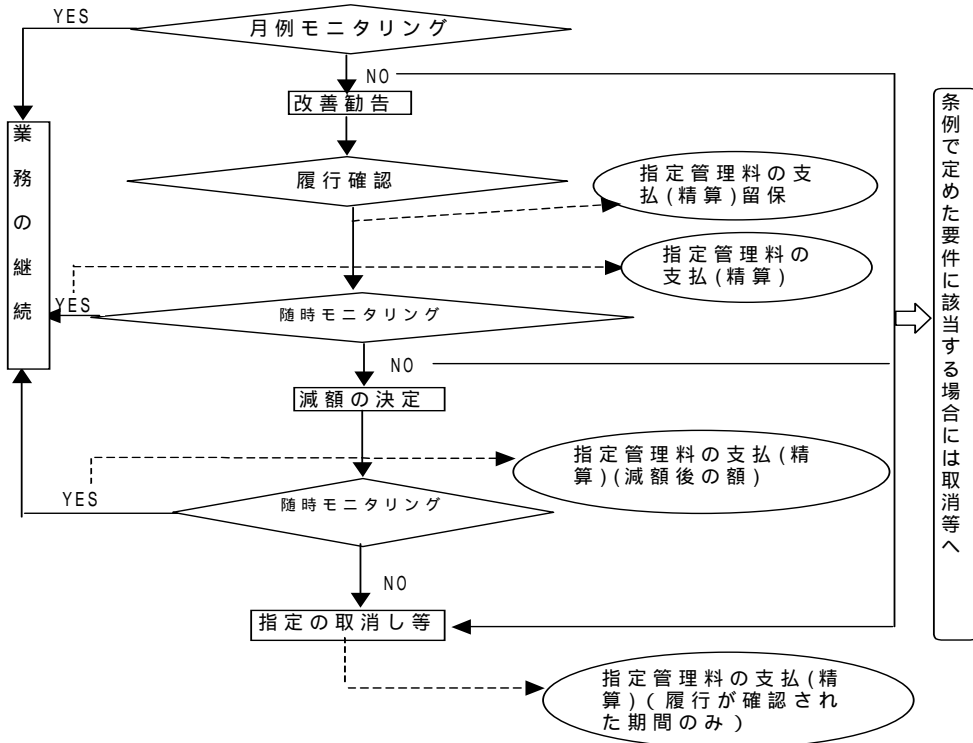 YES
月例モニタリング
NO
改善勧告
業務の継続
履行確認
指定管理料の支
払(精算)留保
指定管理料の
支払(精算)
YES
随時モニタリング
NO
減額の決定
指定管理料の支払(精
算)(減額後の額)
YES
随時モニタリング
NO
指定の取消し等
指定管理料の支払(精
算)(履行が確認され
た期間のみ)
条例で定めた要件に該当する場合には取消等へ